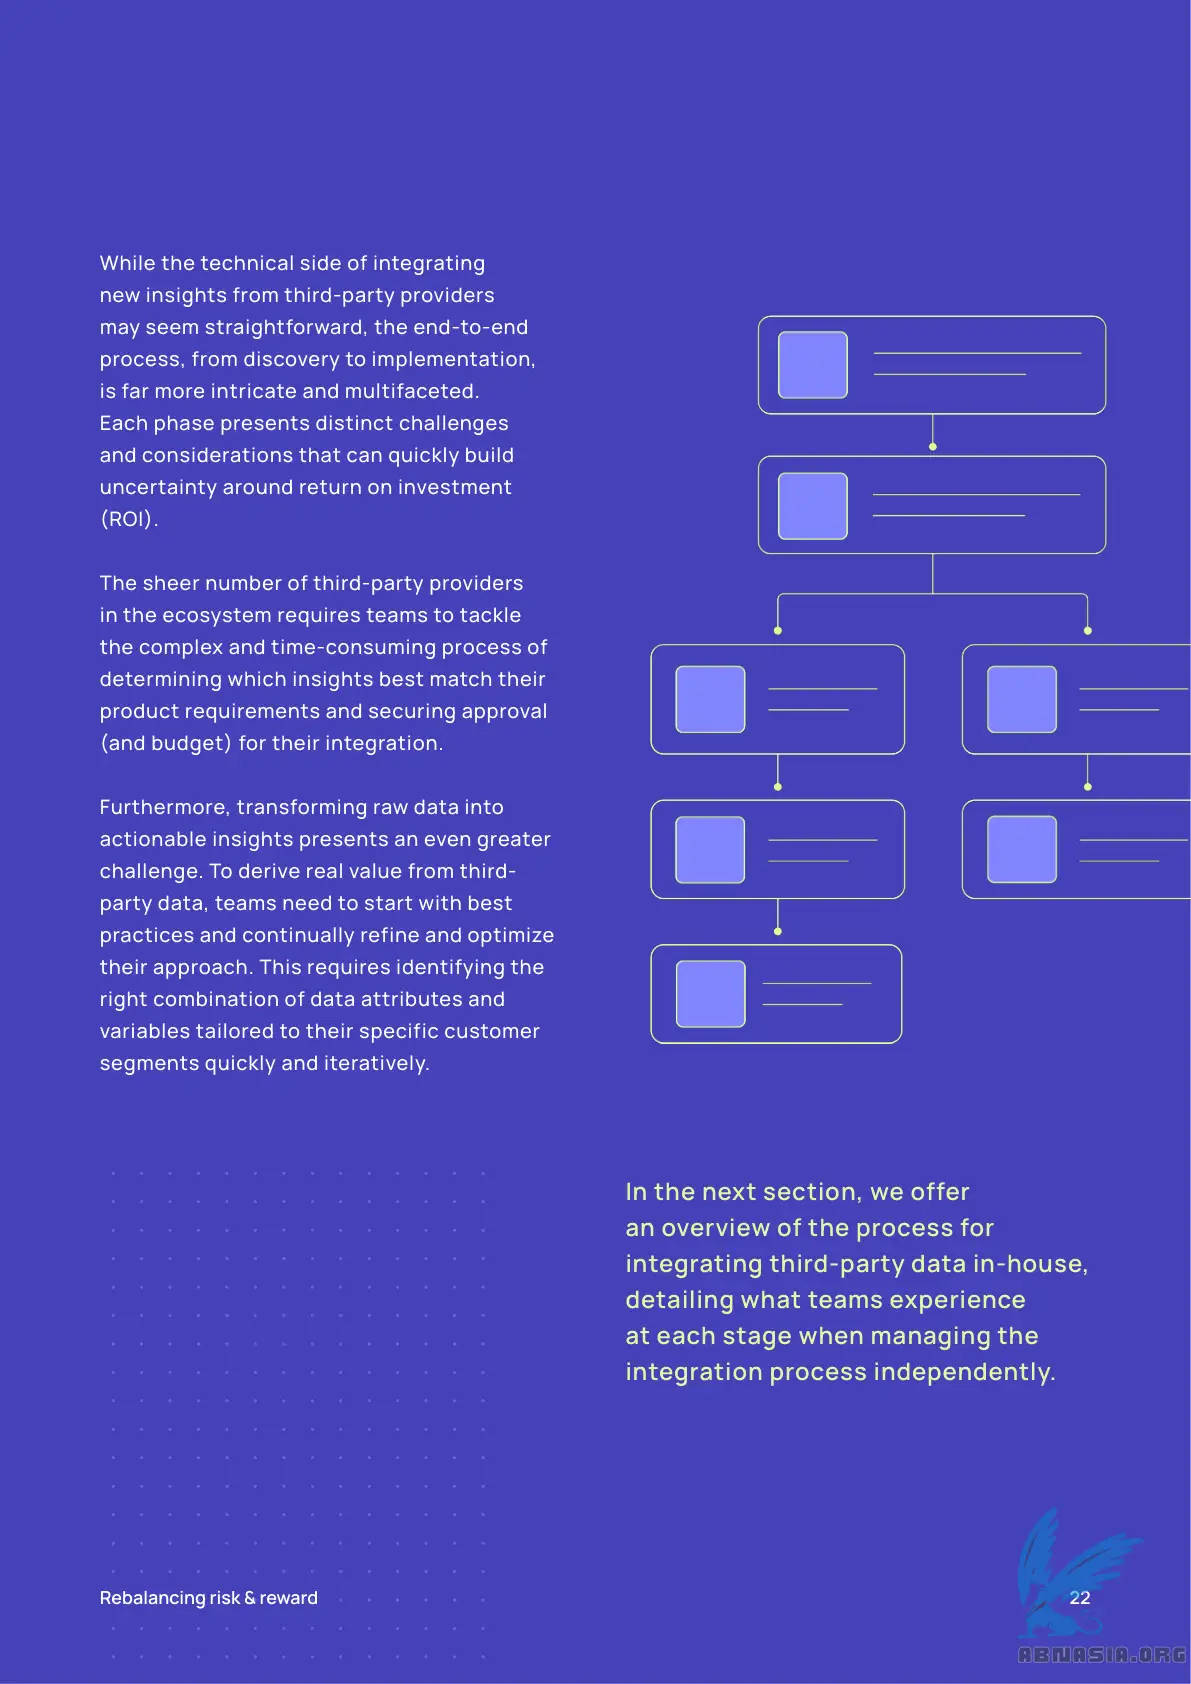 While the technical side of integrating
new insights from third-party providers
may seem straightforward, the end-to-end
process, from discovery to implementation,
is far more intricate and multifaceted.
Each phase presents distinct challenges
and considerations that can quickly build
uncertainty around return on investment
(ROI).
The sheer number of third-party providers
in the ecosystem requires teams to tackle
the complex and time-consuming process of
determining which insights best match their
product requirements and securing approval
(and budget) for their integration.
Furthermore, transforming raw data into
actionable insights presents an even greater
challenge. To derive real value from third-
party data, teams need to start with best
practices and continually refine and optimize
their approach. This requires identifying the
right combination of data attributes and
variables tailored to their specific customer
segments quickly and iteratively.
In the next section, we offer
an overview of the process for
integrating third-party data in-house,
detailing what teams experience
at each stage when managing the
integration process independently.
Rebalancing risk & reward
22
ABNASIA.ORG